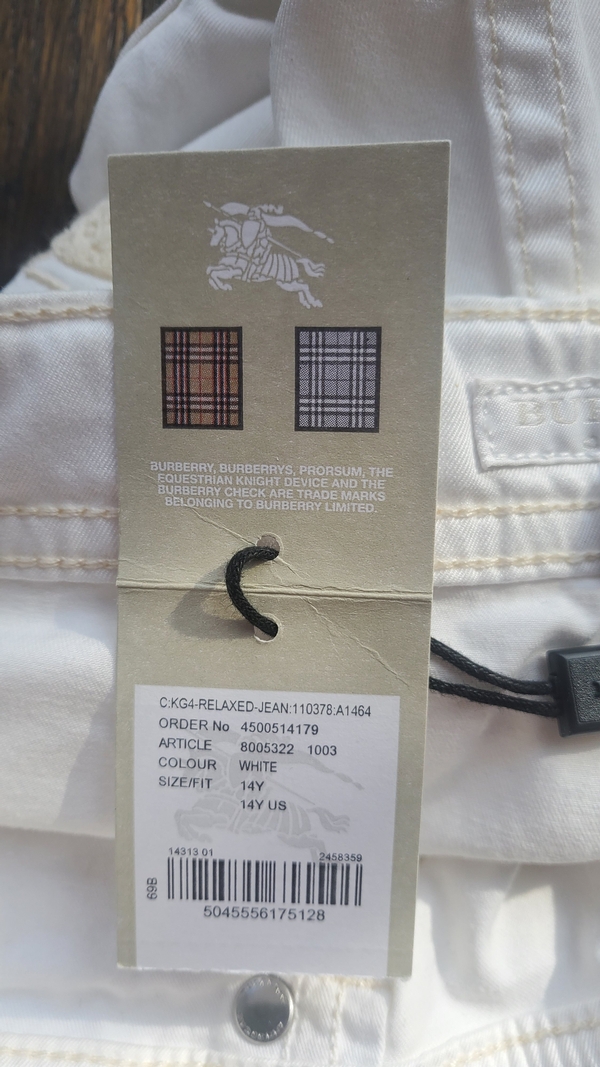 BURBERRY, BURBERRYS, PRORSUM, THE
EQUESTRIAN KNIGHT DEVICE AND THE
BURBERRY CHECK ARE TRADE MARKS
BELONGING TO BURBERRY LIMITED.
C:KG4-RELAXED-JEAN:110378:A1464
ORDER No 4500514179
ARTICLE 8005322 1003
COLOUR WHITE
SIZE/FIT 14Y
14Y US
14313 01 2458359
69B
5045556175128